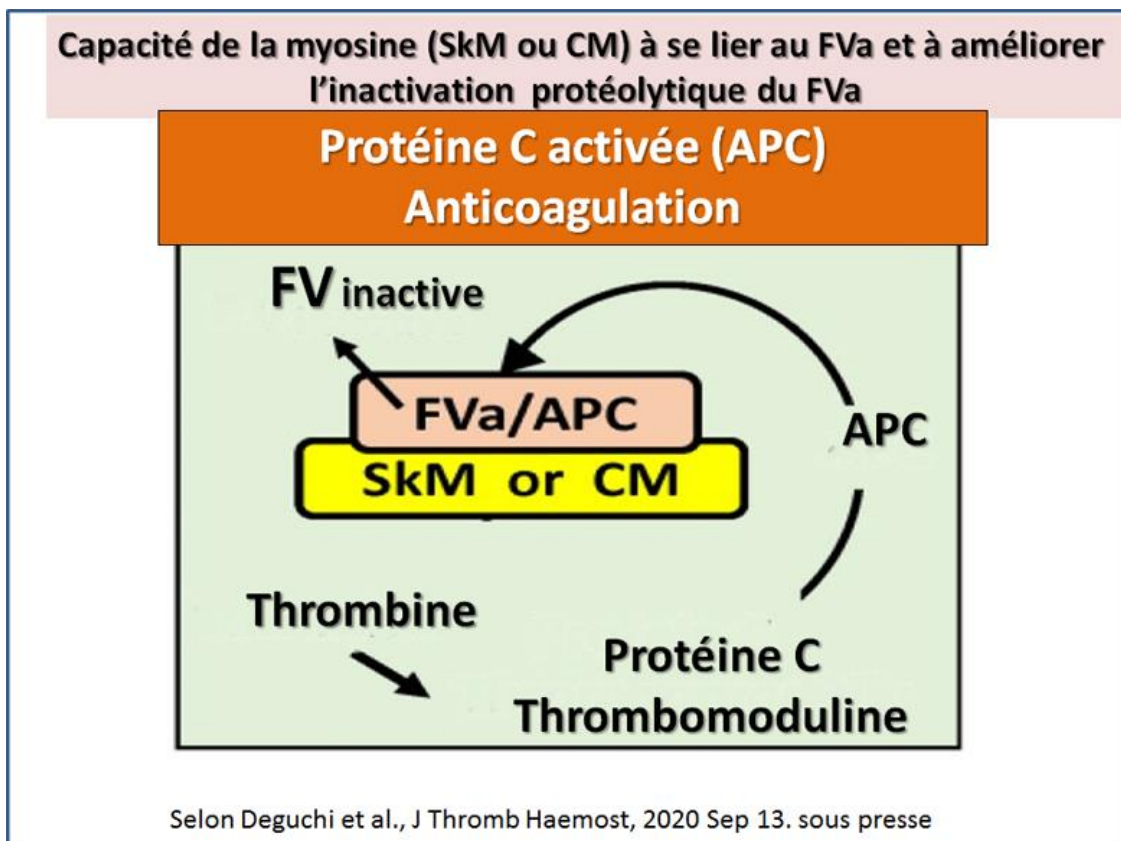 Capacité de la myosine (SkM ou CM) à se lier au FVa et à améliorer
l'inactivation protéolytique du FVa
Protéine C activée (APC)
Anticoagulation
FV inactive
FVa/APC
APC
SkM or CM
Thrombine
Protéine C
Thrombomoduline
Selon Deguchi et al., J Thromb Haemost, 2020 Sep 13. sous presse